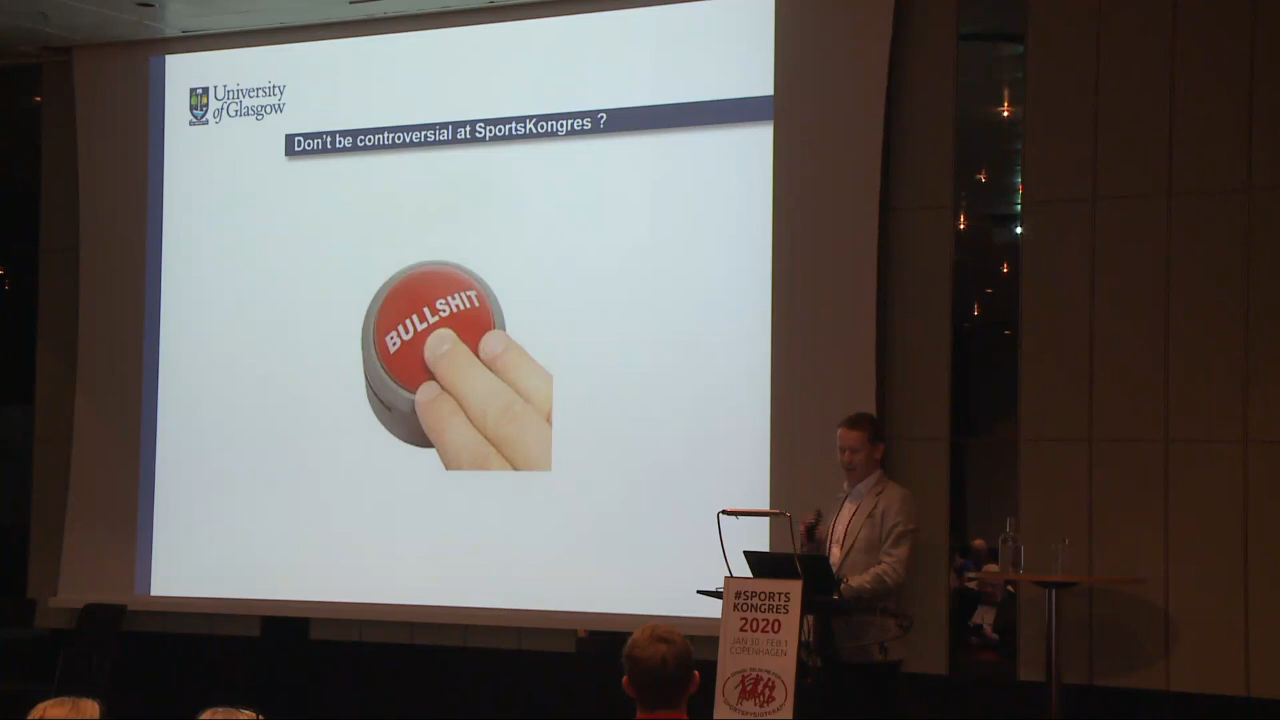 University
of Glasgow
Don't be controversial at SportsKongres ?
BULLSHIT
#SPORTS
KONGRES
2020
JAN 30 - FEB 1
COPENHAGEN